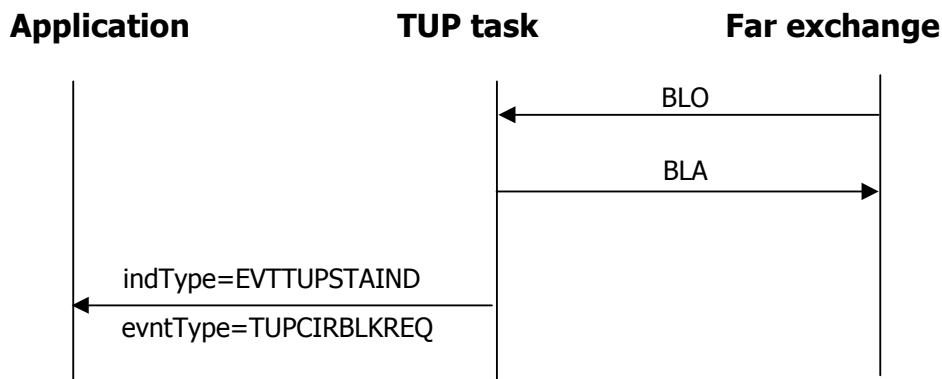 Application TUP task Far exchange
BLO
BLA
indType=EVTTUPSTAIND
evntType=TUPCIRBLKREQ